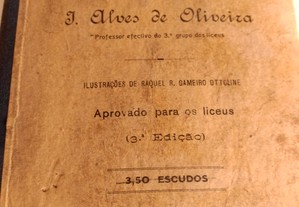 J. Alves de Oliveira
"Professor efectivo do 3.º grupo dos liceus
ILUSTRAÇÕES DE RAQUEL R. GAMEIRO OTTOLINE
Aprovado para os liceus
(3.ª Edição)
3,50 ESCUDOS